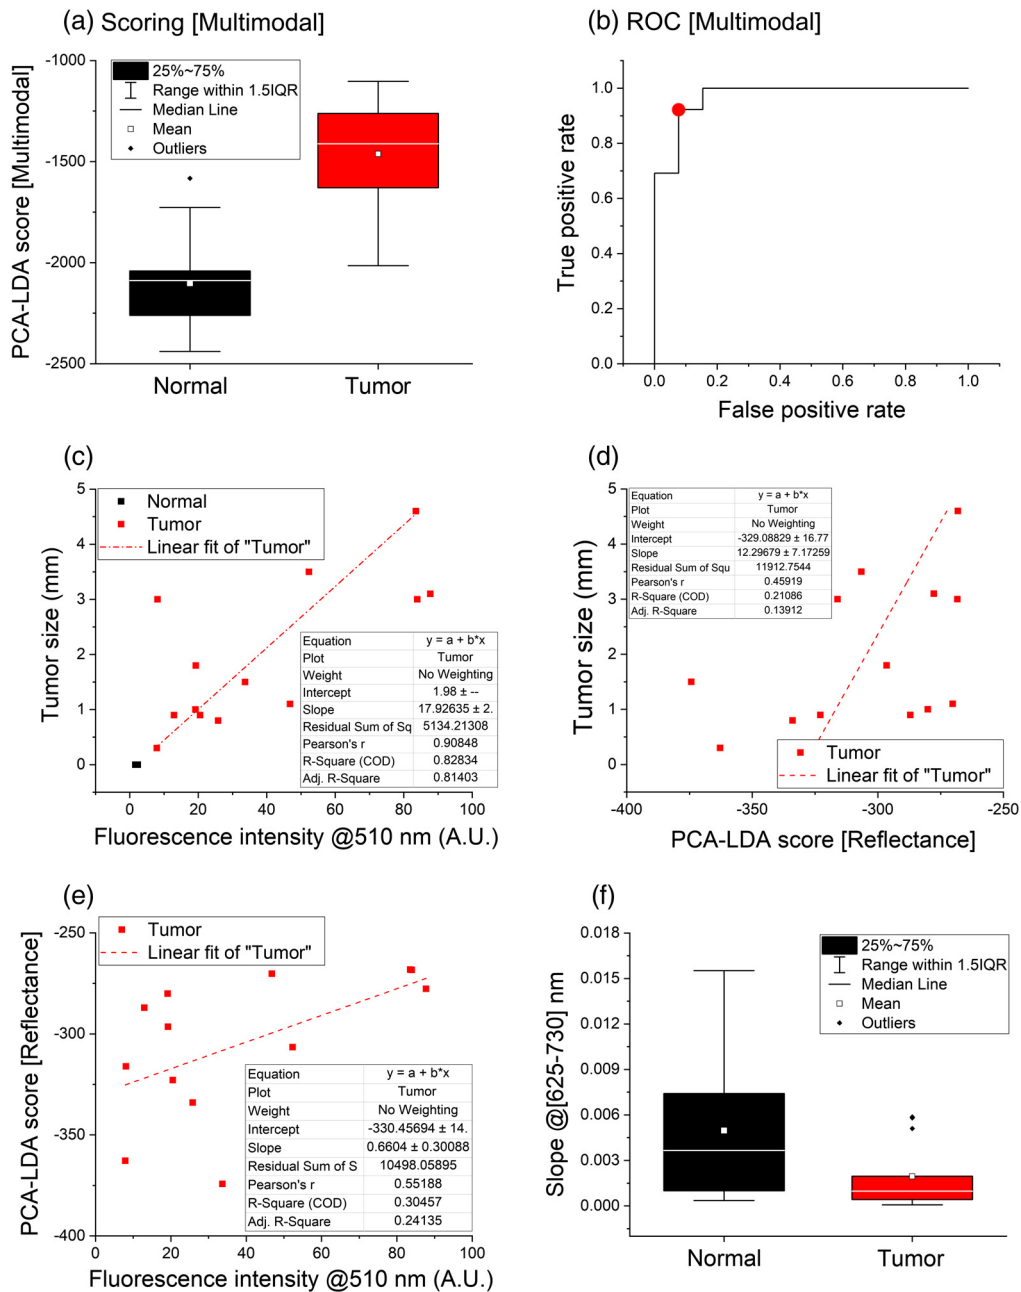 (a) Scoring [Multimodal]
PCA-LDA score [Multimodal]
-1000
-1500
-2000
-2500
25%~75%
Range within 1.5IQR
Median Line
Mean
Outliers
Normal Tumor
(b) ROC [Multimodal]
True positive rate
1.0
0.8
0.6
0.4
0.2
0.0
0.0 0.2 0.4 0.6 0.8 1.0
False positive rate
(c)
Tumor size (mm)
5
4
3
2
1
0
Normal
Tumor
Linear fit of "Tumor"
Equation y = a + b*x
Plot Tumor
Weight No Weighting
Intercept 1.98 ± --
Slope 17.92635 ± 2.
Residual Sum of Sq 5134.21308
Pearson's r 0.90848
R-Square (COD) 0.82834
Adj. R-Square 0.81403
0 20 40 60 80 100
Fluorescence intensity @510 nm (A.U.)
(d)
Tumor size (mm)
5
4
3
2
1
0
Equation y = a + b*x
Plot Tumor
Weight No Weighting
Intercept -329.08829 ± 16.77
Slope 12.29679 ± 7.17259
Residual Sum of Squ 11912.7544
Pearson's r 0.45919
R-Square (COD) 0.21086
Adj. R-Square 0.13912
Tumor
Linear fit of "Tumor"
-400 -350 -300 -250
PCA-LDA score [Reflectance]
(e)
PCA-LDA score [Reflectance]
-250
-300
-350
-400
Tumor
Linear fit of "Tumor"
Equation y = a + b*x
Plot Tumor
Weight No Weighting
Intercept -330.45694 ± 14.
Slope 0.6604 ± 0.30088
Residual Sum of S 10498.05895
Pearson's r 0.55188
R-Square (COD) 0.30457
Adj. R-Square 0.24135
0 20 40 60 80 100
Fluorescence intensity @510 nm (A.U.)
(f)
Slope @[625-730] nm
0.018
0.015
0.012
0.009
0.006
0.003
0.000
25%~75%
Range within 1.5IQR
Median Line
Mean
Outliers
Normal Tumor